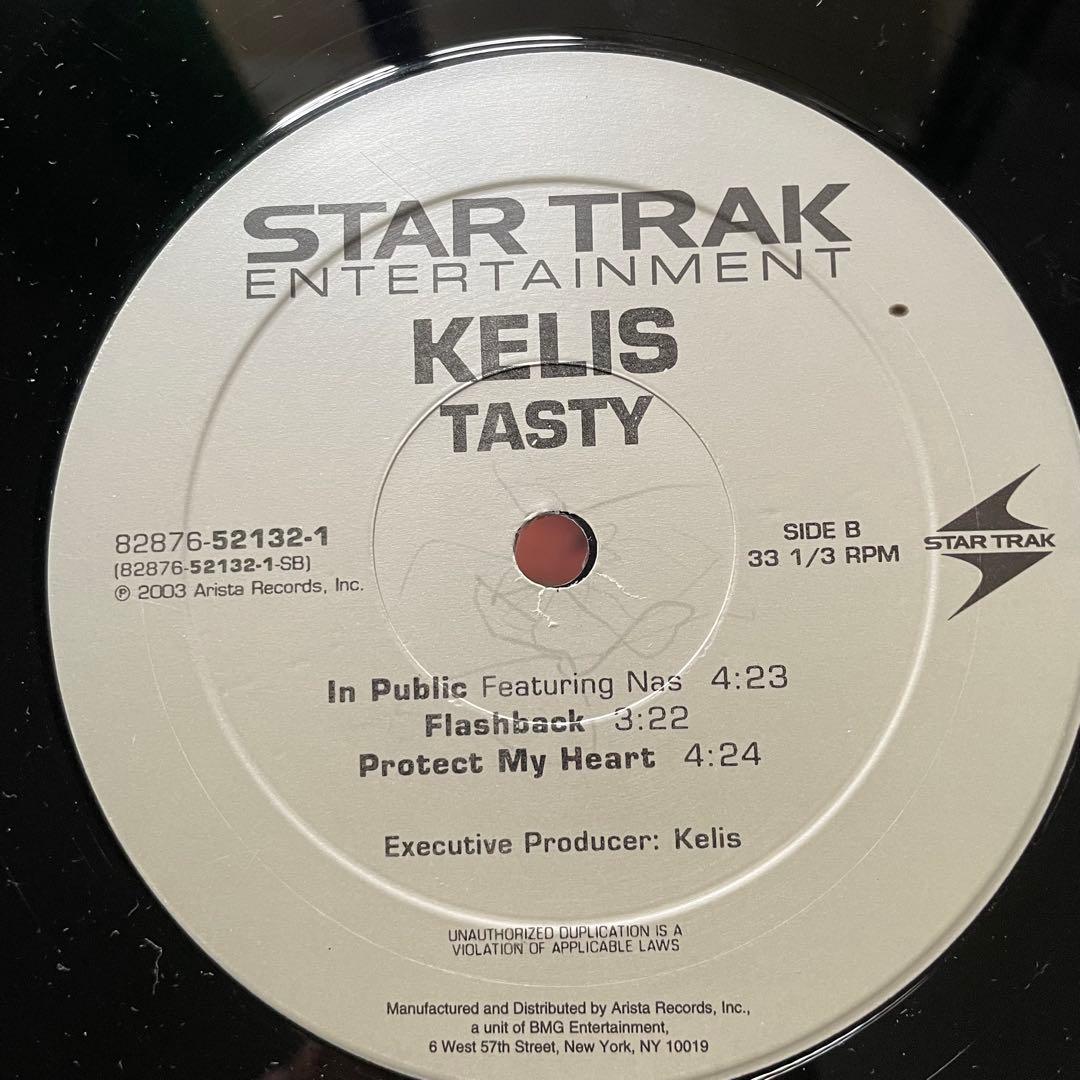 STAR TRAK
ENTERTAINMENT
KELIS
TASTY
82876-52132-1
(82876-52132-1-SB)
℗ 2003 Arista Records, Inc.
SIDE B
33 1/3 RPM
STAR TRAK
In Public Featuring Nas 4:23
Flashback 3:22
Protect My Heart 4:24
Executive Producer: Kelis
UNAUTHORIZED DUPLICATION IS A
VIOLATION OF APPLICABLE LAWS
Manufactured and Distributed by Arista Records, Inc.,
a unit of BMG Entertainment,
6 West 57th Street, New York, NY 10019